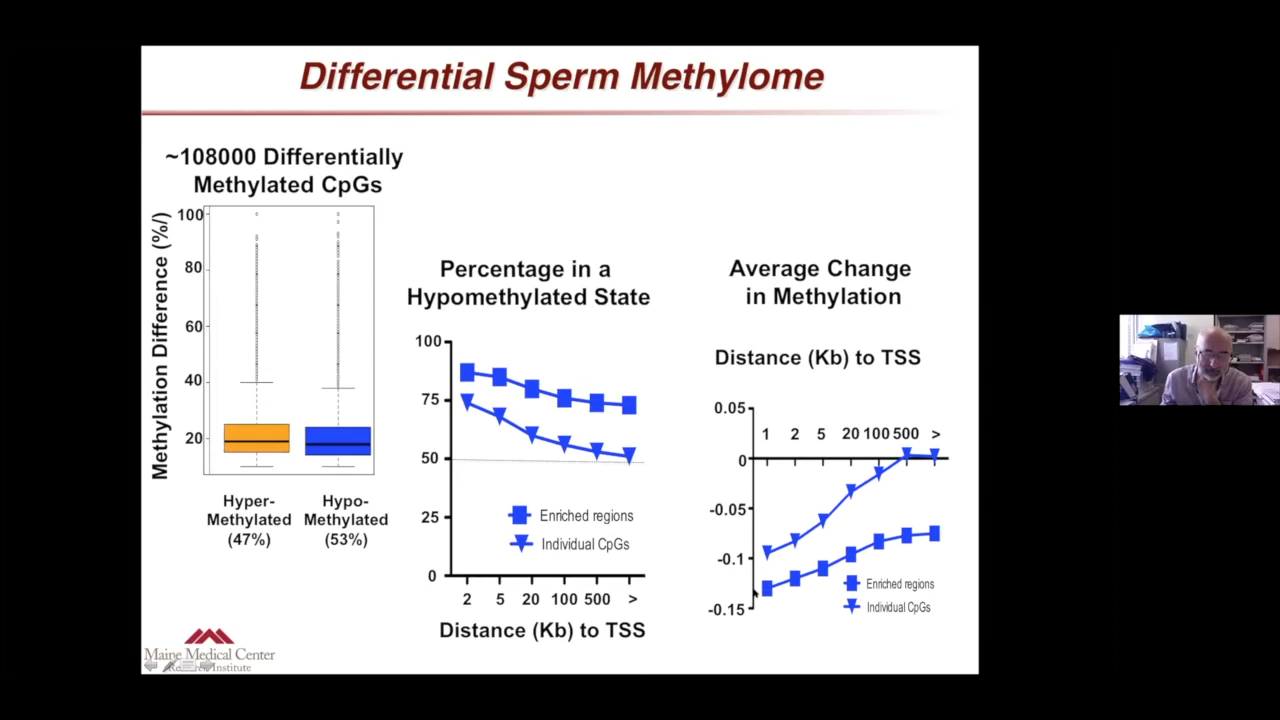 Differential Sperm Methylome
~108000 Differentially
Methylated CpGs
Methylation Difference (%/)
100
80
60
40
20
Hyper-
Methylated
(47%)
Hypo-
Methylated
(53%)
Percentage in a
Hypomethylated State
100
75
50
25
0
Enriched regions
Individual CpGs
2 5 20 100 500 >
Distance (Kb) to TSS
Average Change
in Methylation
Distance (Kb) to TSS
0.05
1 2 5 20 100 500 >
0
-0.05
-0.1
-0.15
Enriched regions
Individual CpGs
Maine Medical Center
Research Institute